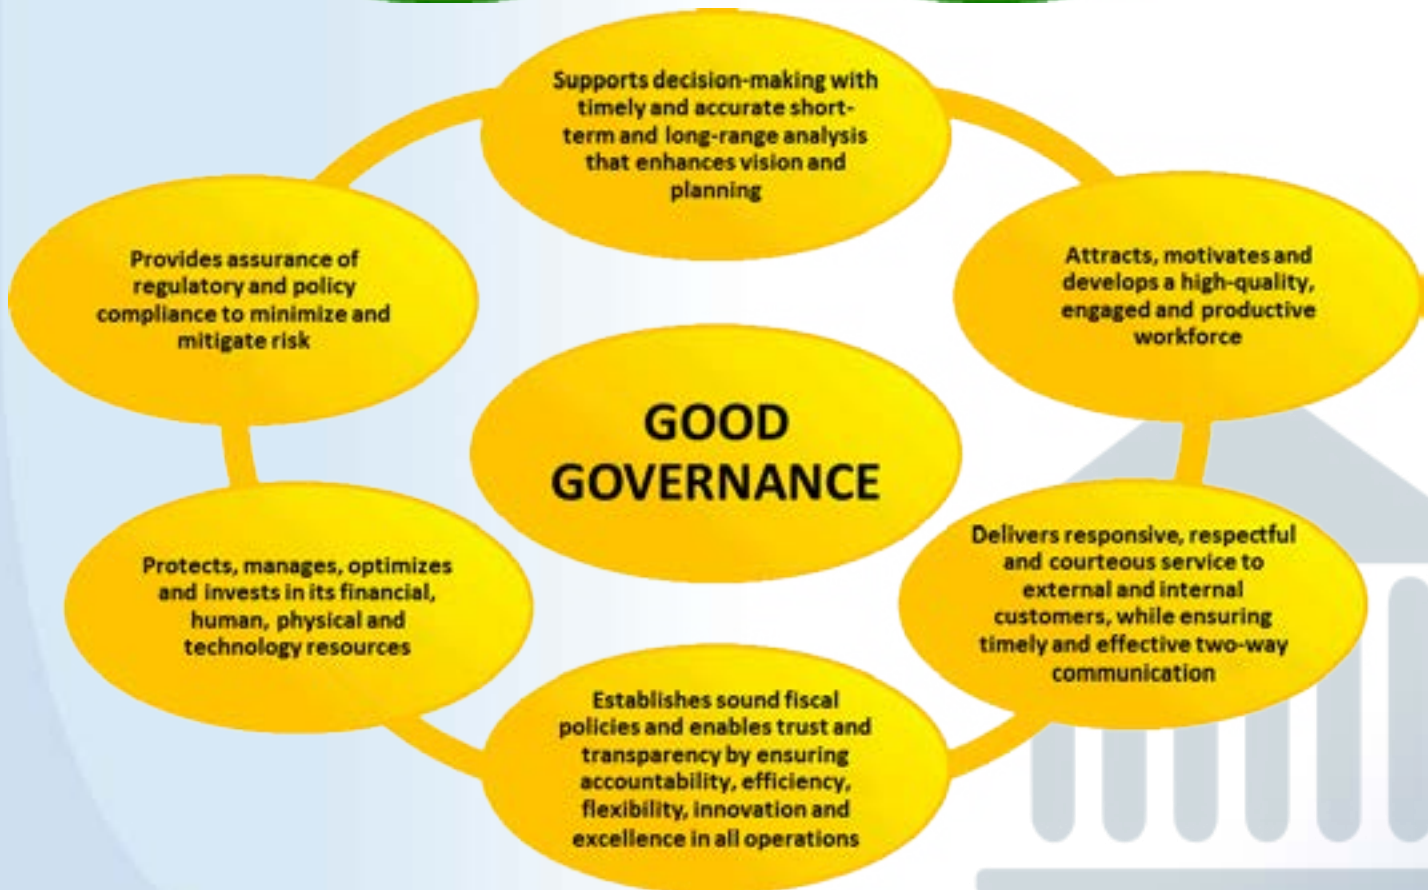 Supports decision-making with
timely and accurate short-
term and long-range analysis
that enhances vision and
planning
Attracts, motivates and
develops a high-quality,
engaged and productive
workforce
Delivers responsive, respectful
and courteous service to
external and internal
customers, while ensuring
timely and effective two-way
communication
Establishes sound fiscal
policies and enables trust and
transparency by ensuring
accountability, efficiency,
flexibility, innovation and
excellence in all operations
Protects, manages, optimizes
and invests in its financial,
human, physical and
technology resources
Provides assurance of
regulatory and policy
compliance to minimize and
mitigate risk
GOOD
GOVERNANCE